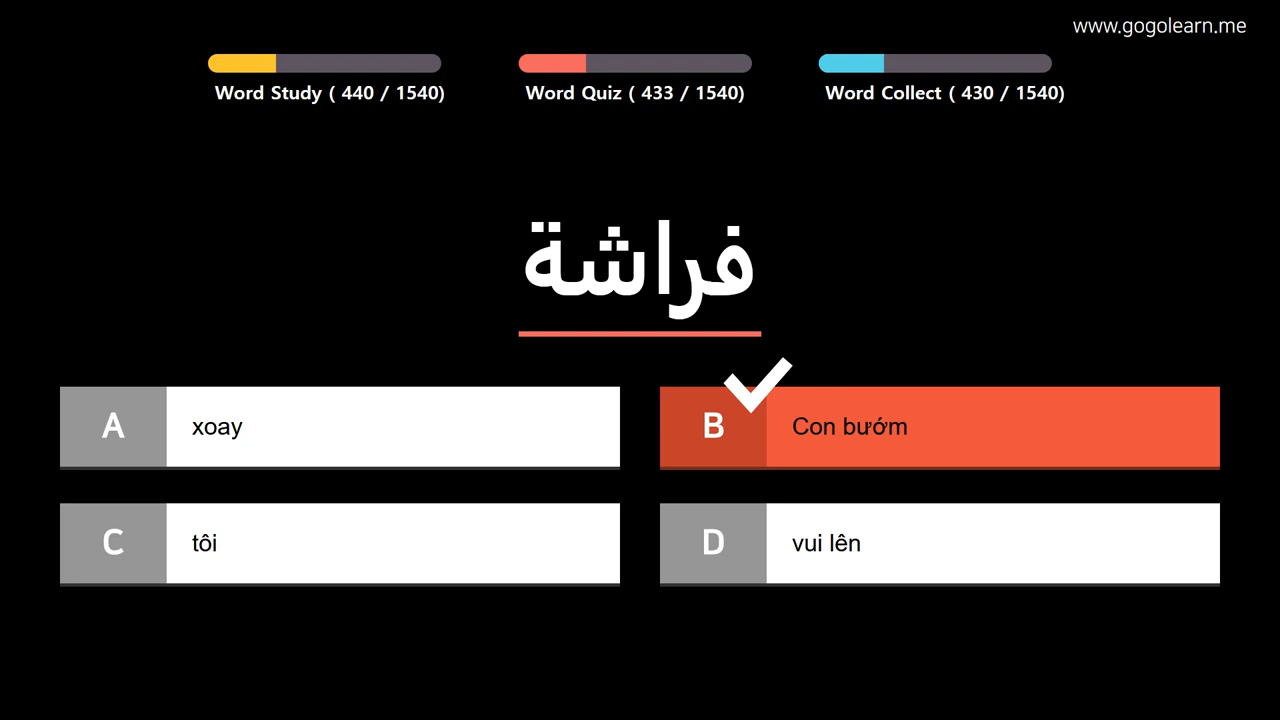 www.gogolearn.me
Word Study ( 440 / 1540)
Word Quiz ( 433 / 1540)
Word Collect ( 430 / 1540)
فراشة
A xoay
B Con bướm
C tôi
D vui lên